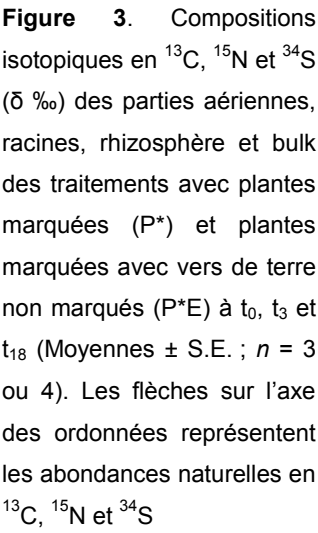 Figure 3. Compositions
isotopiques en ¹³C, ¹⁵N et ³⁴S
(δ ‰) des parties aériennes,
racines, rhizosphère et bulk
des traitements avec plantes
marquées (P*) et plantes
marquées avec vers de terre
non marqués (P*E) à t₀, t₃ et
t₁₈ (Moyennes ± S.E. ; n = 3
ou 4). Les flèches sur l’axe
des ordonnées représentent
les abondances naturelles en
¹³C, ¹⁵N et ³⁴S